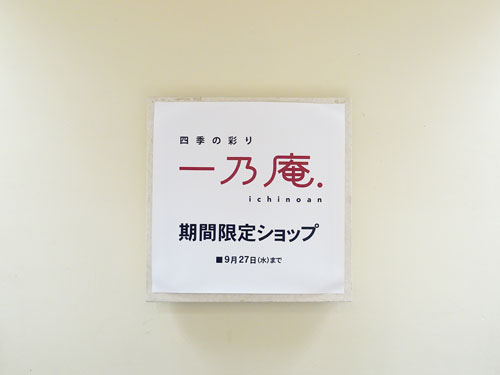 四季の彩り
一乃庵.
ichinoan
期間限定ショップ
■9月27日(水)まで